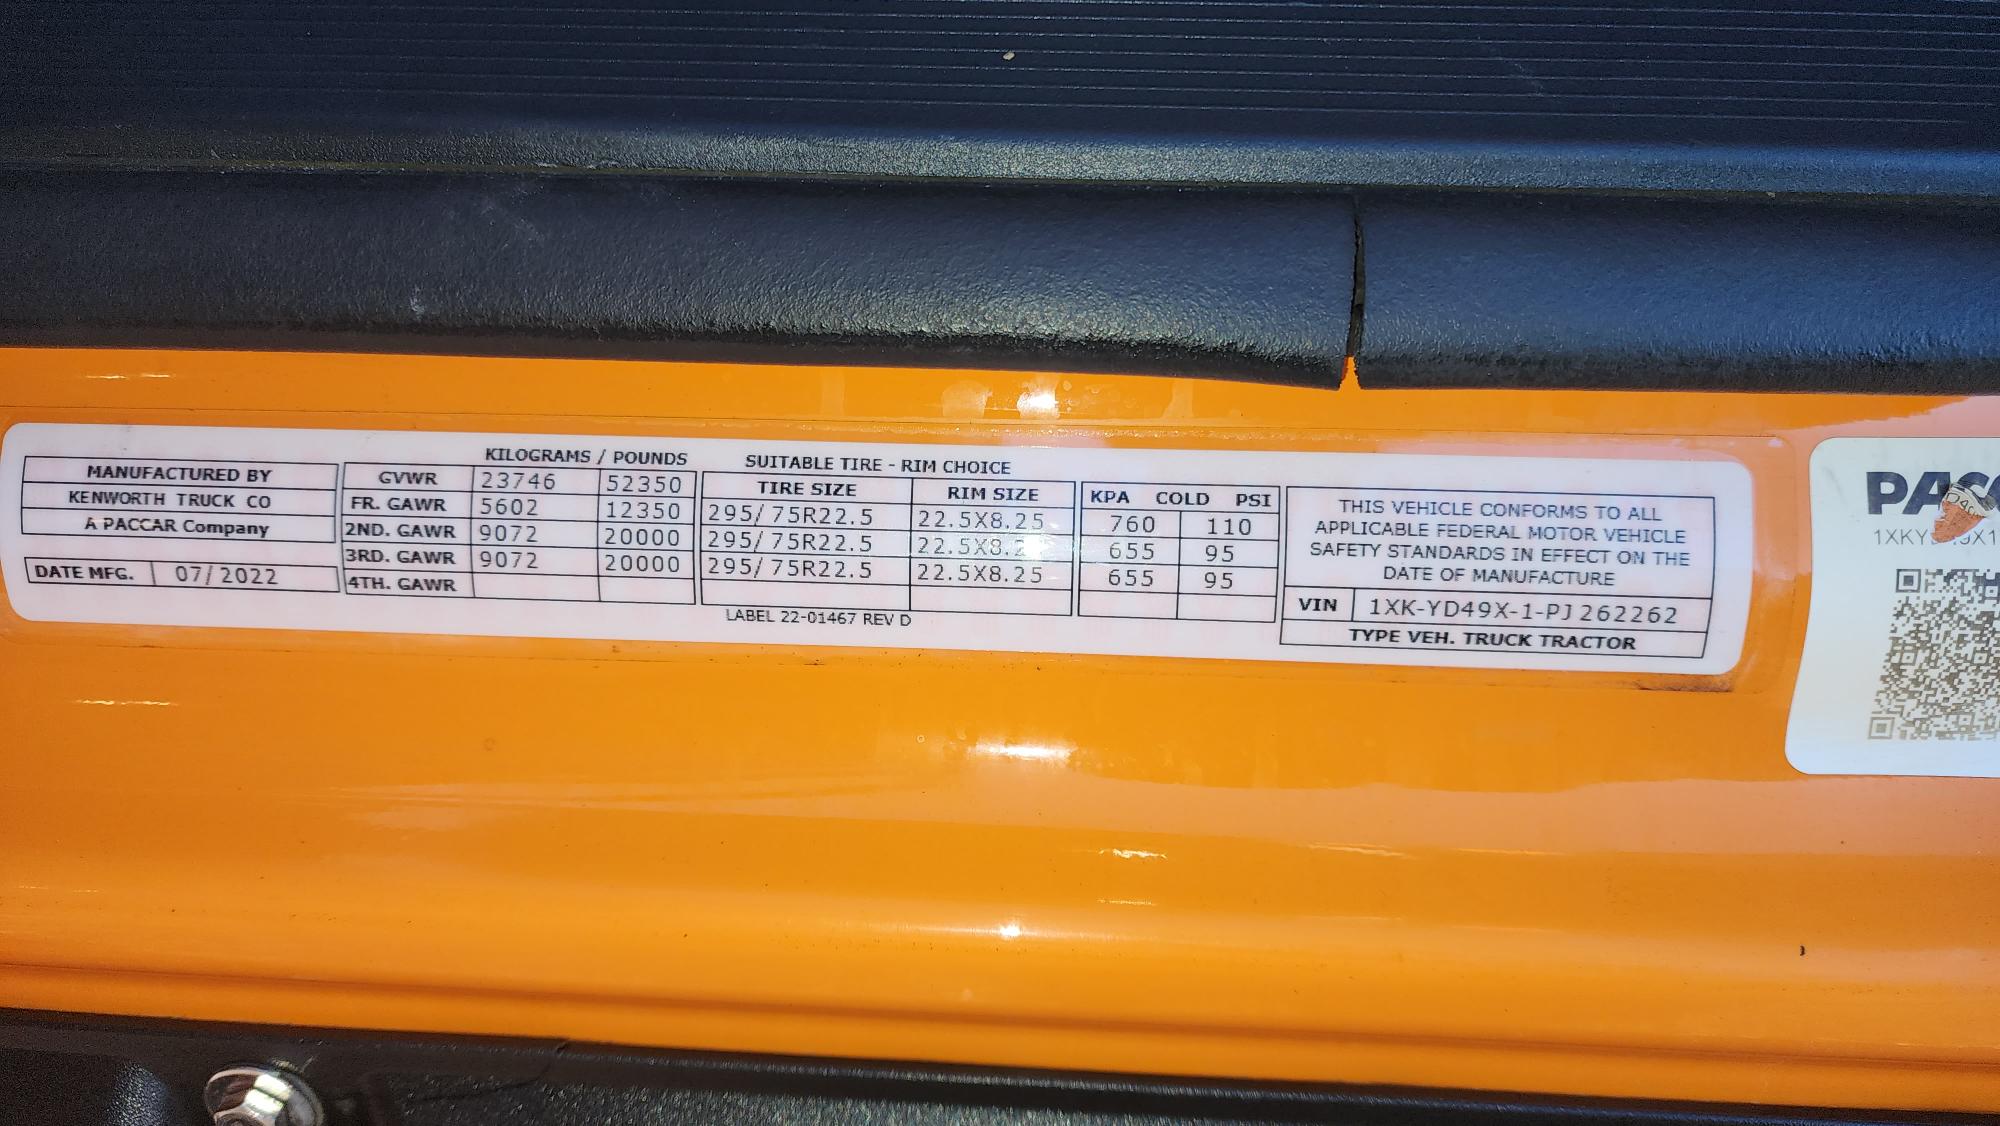 MANUFACTURED BY
KENWORTH TRUCK CO
A PACCAR Company
DATE MFG. 07/2022
KILOGRAMS / POUNDS
GVWR 23746 52350
FR. GAWR 5602 12350
2ND. GAWR 9072 20000
3RD. GAWR 9072 20000
4TH. GAWR
SUITABLE TIRE - RIM CHOICE
TIRE SIZE RIM SIZE
295/75R22.5 22.5X8.25
295/75R22.5 22.5X8.2
295/75R22.5 22.5X8.25
KPA COLD PSI
760 110
655 95
655 95
LABEL 22-01467 REV D
THIS VEHICLE CONFORMS TO ALL
APPLICABLE FEDERAL MOTOR VEHICLE
SAFETY STANDARDS IN EFFECT ON THE
DATE OF MANUFACTURE
VIN 1XK-YD49X-1-PJ262262
TYPE VEH. TRUCK TRACTOR